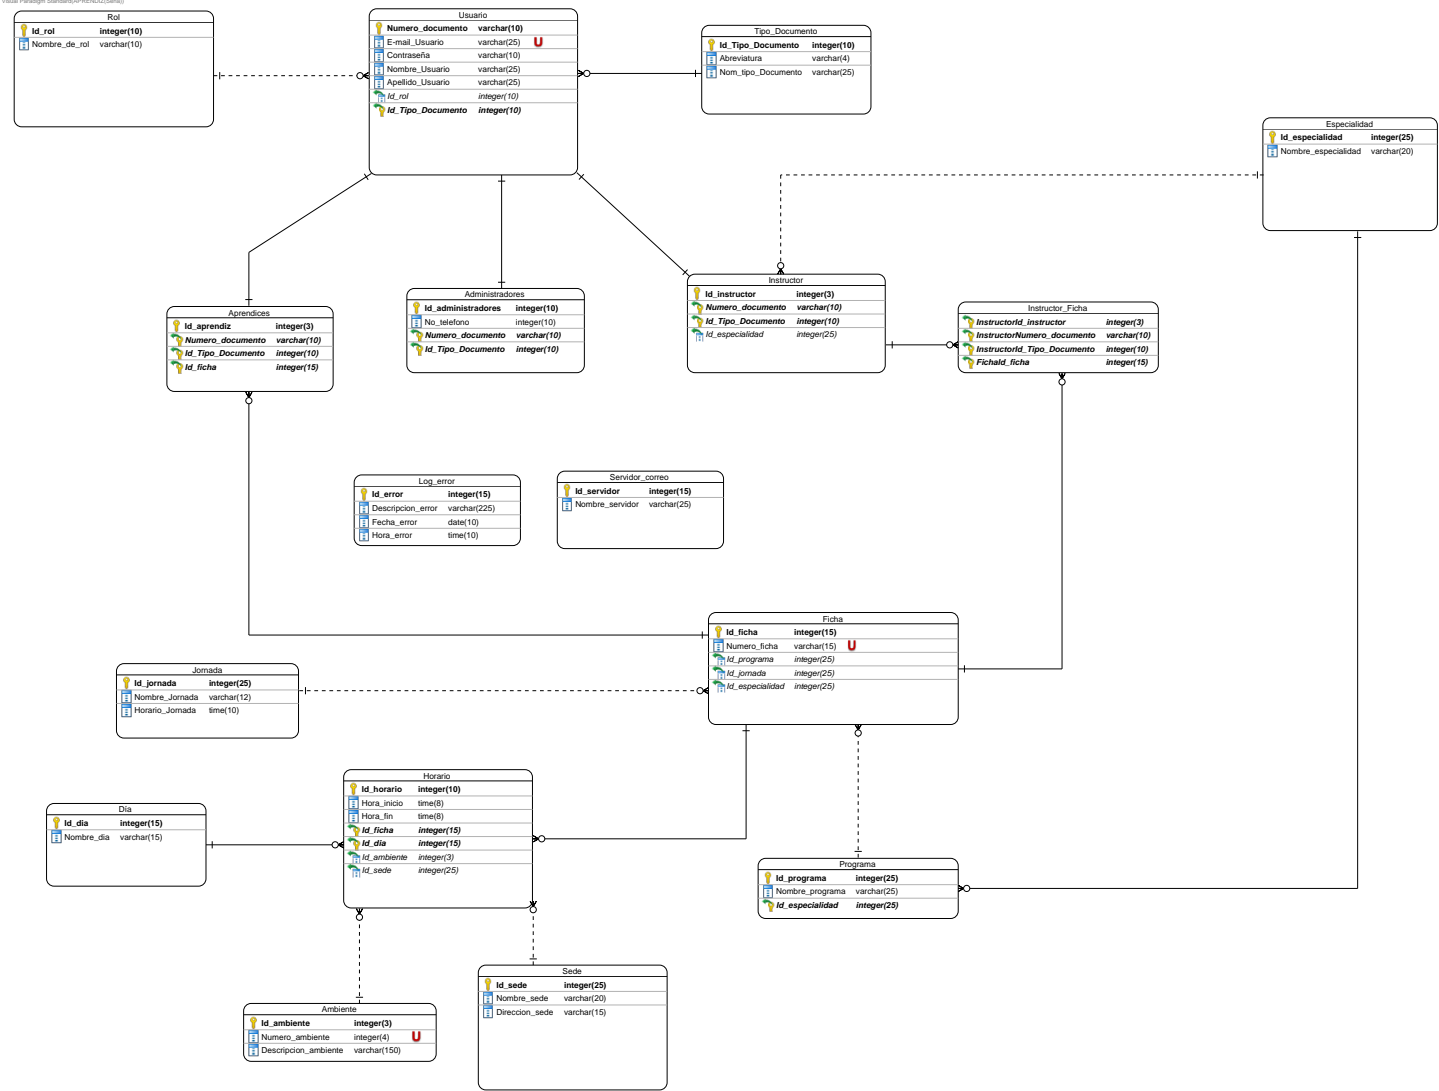 Visual Paradigm Standard(APRENDIZ(Sena))
Rol
Id_rol integer(10)
Nombre_de_rol varchar(10)
Usuario
Numero_documento varchar(10)
E-mail_Usuario varchar(25) U
Contraseña varchar(10)
Nombre_Usuario varchar(25)
Apellido_Usuario varchar(25)
Id_rol integer(10)
Id_Tipo_Documento integer(10)
Tipo_Documento
Id_Tipo_Documento integer(10)
Abreviatura varchar(4)
Nom_tipo_Documento varchar(25)
Especialidad
Id_especialidad integer(25)
Nombre_especialidad varchar(20)
Aprendices
Id_aprendiz integer(3)
Numero_documento varchar(10)
Id_Tipo_Documento integer(10)
Id_ficha integer(15)
Administradores
Id_administradores integer(10)
No_telefono integer(10)
Numero_documento varchar(10)
Id_Tipo_Documento integer(10)
Instructor
Id_instructor integer(3)
Numero_documento varchar(10)
Id_Tipo_Documento integer(10)
Id_especialidad integer(25)
Instructor_Ficha
InstructorId_instructor integer(3)
InstructorNumero_documento varchar(10)
InstructorId_Tipo_Documento integer(10)
FichaId_ficha integer(15)
Log_error
Id_error integer(15)
Descripcion_error varchar(225)
Fecha_error date(10)
Hora_error time(10)
Servidor_correo
Id_servidor integer(15)
Nombre_servidor varchar(25)
Ficha
Id_ficha integer(15)
Numero_ficha varchar(15) U
Id_programa integer(25)
Id_jornada integer(25)
Id_especialidad integer(25)
Jornada
Id_jornada integer(25)
Nombre_Jornada varchar(12)
Horario_Jornada time(10)
Dia
Id_dia integer(15)
Nombre_dia varchar(15)
Horario
Id_horario integer(10)
Hora_inicio time(8)
Hora_fin time(8)
Id_ficha integer(15)
Id_dia integer(15)
Id_ambiente integer(3)
Id_sede integer(25)
Programa
Id_programa integer(25)
Nombre_programa varchar(25)
Id_especialidad integer(25)
Ambiente
Id_ambiente integer(3)
Numero_ambiente integer(4) U
Descripcion_ambiente varchar(150)
Sede
Id_sede integer(25)
Nombre_sede varchar(20)
Direccion_sede varchar(15)